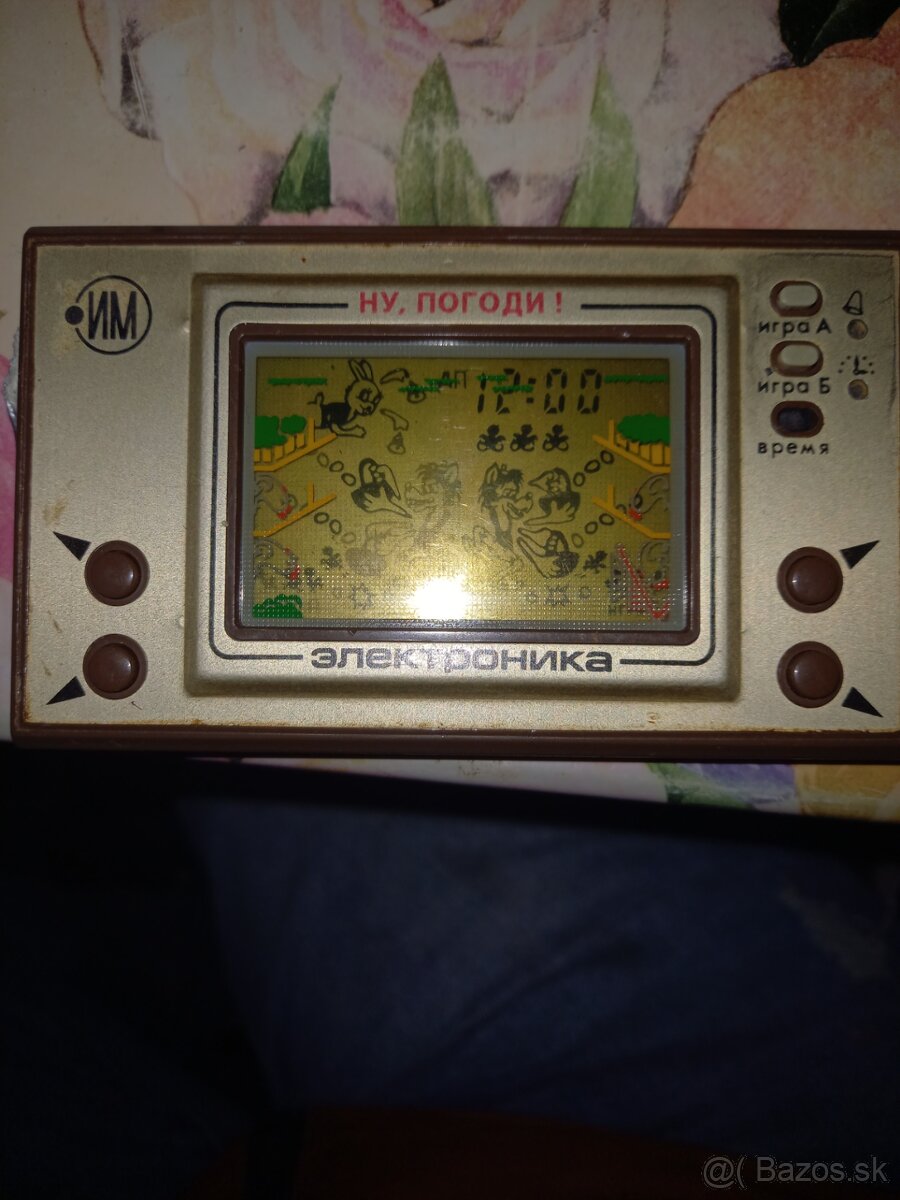 ИМ
НУ, ПОГОДИ !
12:00
игра А
игра Б
время
электроника
@( Bazos.sk